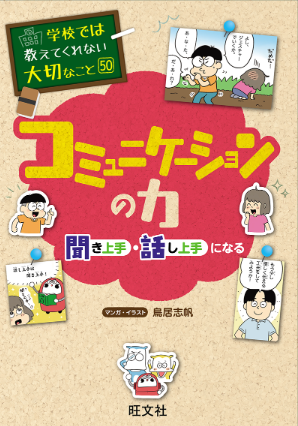 学校では
教えてくれない
大切なこと 50
コミュニケーション
の力
聞き上手・話し上手になる
マンガ・イラスト 鳥居志帆
旺文社